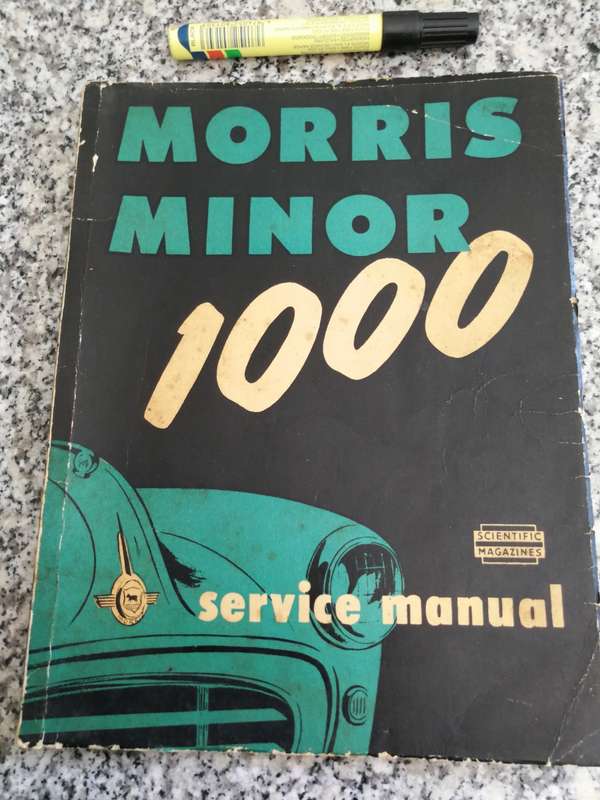 MORRIS
MINOR
1000
SCIENTIFIC
MAGAZINES
service manual